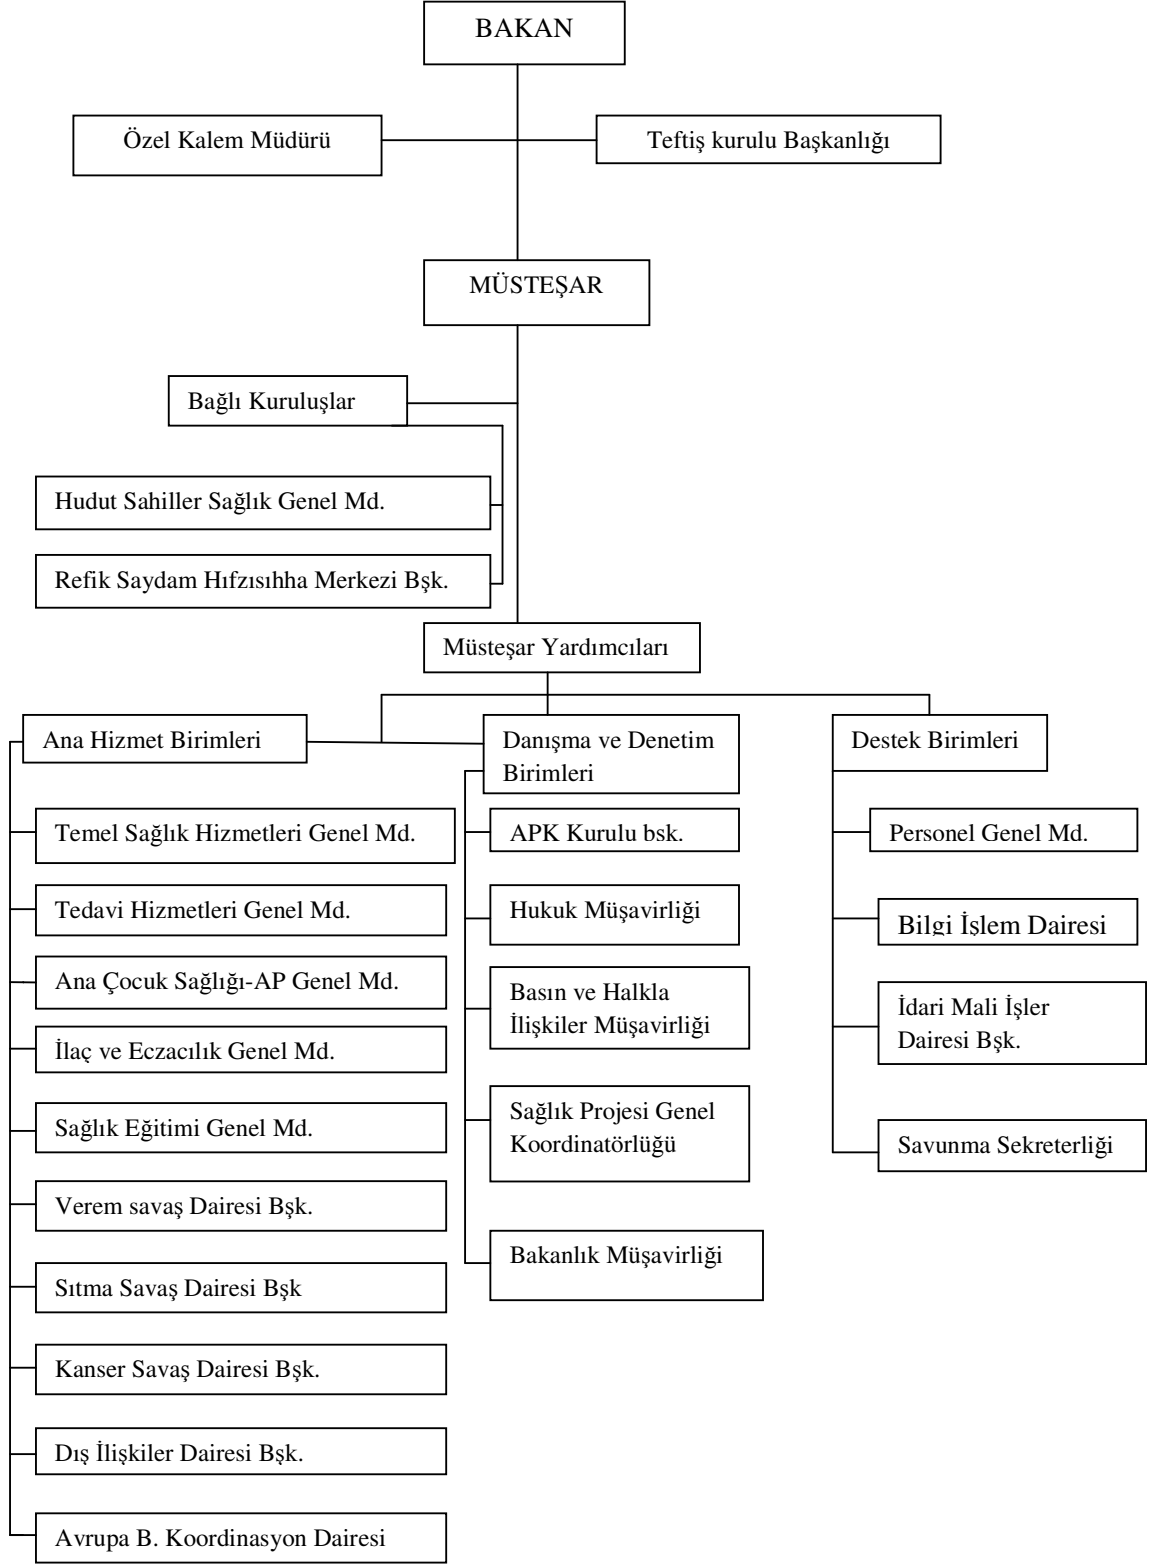 BAKAN
Özel Kalem Müdürü
Teftiş kurulu Başkanlığı
MÜSTEŞAR
Bağlı Kuruluşlar
Hudut Sahiller Sağlık Genel Md.
Refik Saydam Hıfzısıhha Merkezi Bşk.
Müsteşar Yardımcıları
Ana Hizmet Birimleri
Temel Sağlık Hizmetleri Genel Md.
Tedavi Hizmetleri Genel Md.
Ana Çocuk Sağlığı-AP Genel Md.
İlaç ve Eczacılık Genel Md.
Sağlık Eğitimi Genel Md.
Verem savaş Dairesi Bşk.
Sıtma Savaş Dairesi Bşk
Kanser Savaş Dairesi Bşk.
Dış İlişkiler Dairesi Bşk.
Avrupa B. Koordinasyon Dairesi
Danışma ve Denetim
Birimleri
APK Kurulu bsk.
Hukuk Müşavirliği
Basın ve Halkla
İlişkiler Müşavirliği
Sağlık Projesi Genel
Koordinatörlüğü
Bakanlık Müşavirliği
Destek Birimleri
Personel Genel Md.
Bilgi İşlem Dairesi
İdari Mali İşler
Dairesi Bşk.
Savunma Sekreterliği